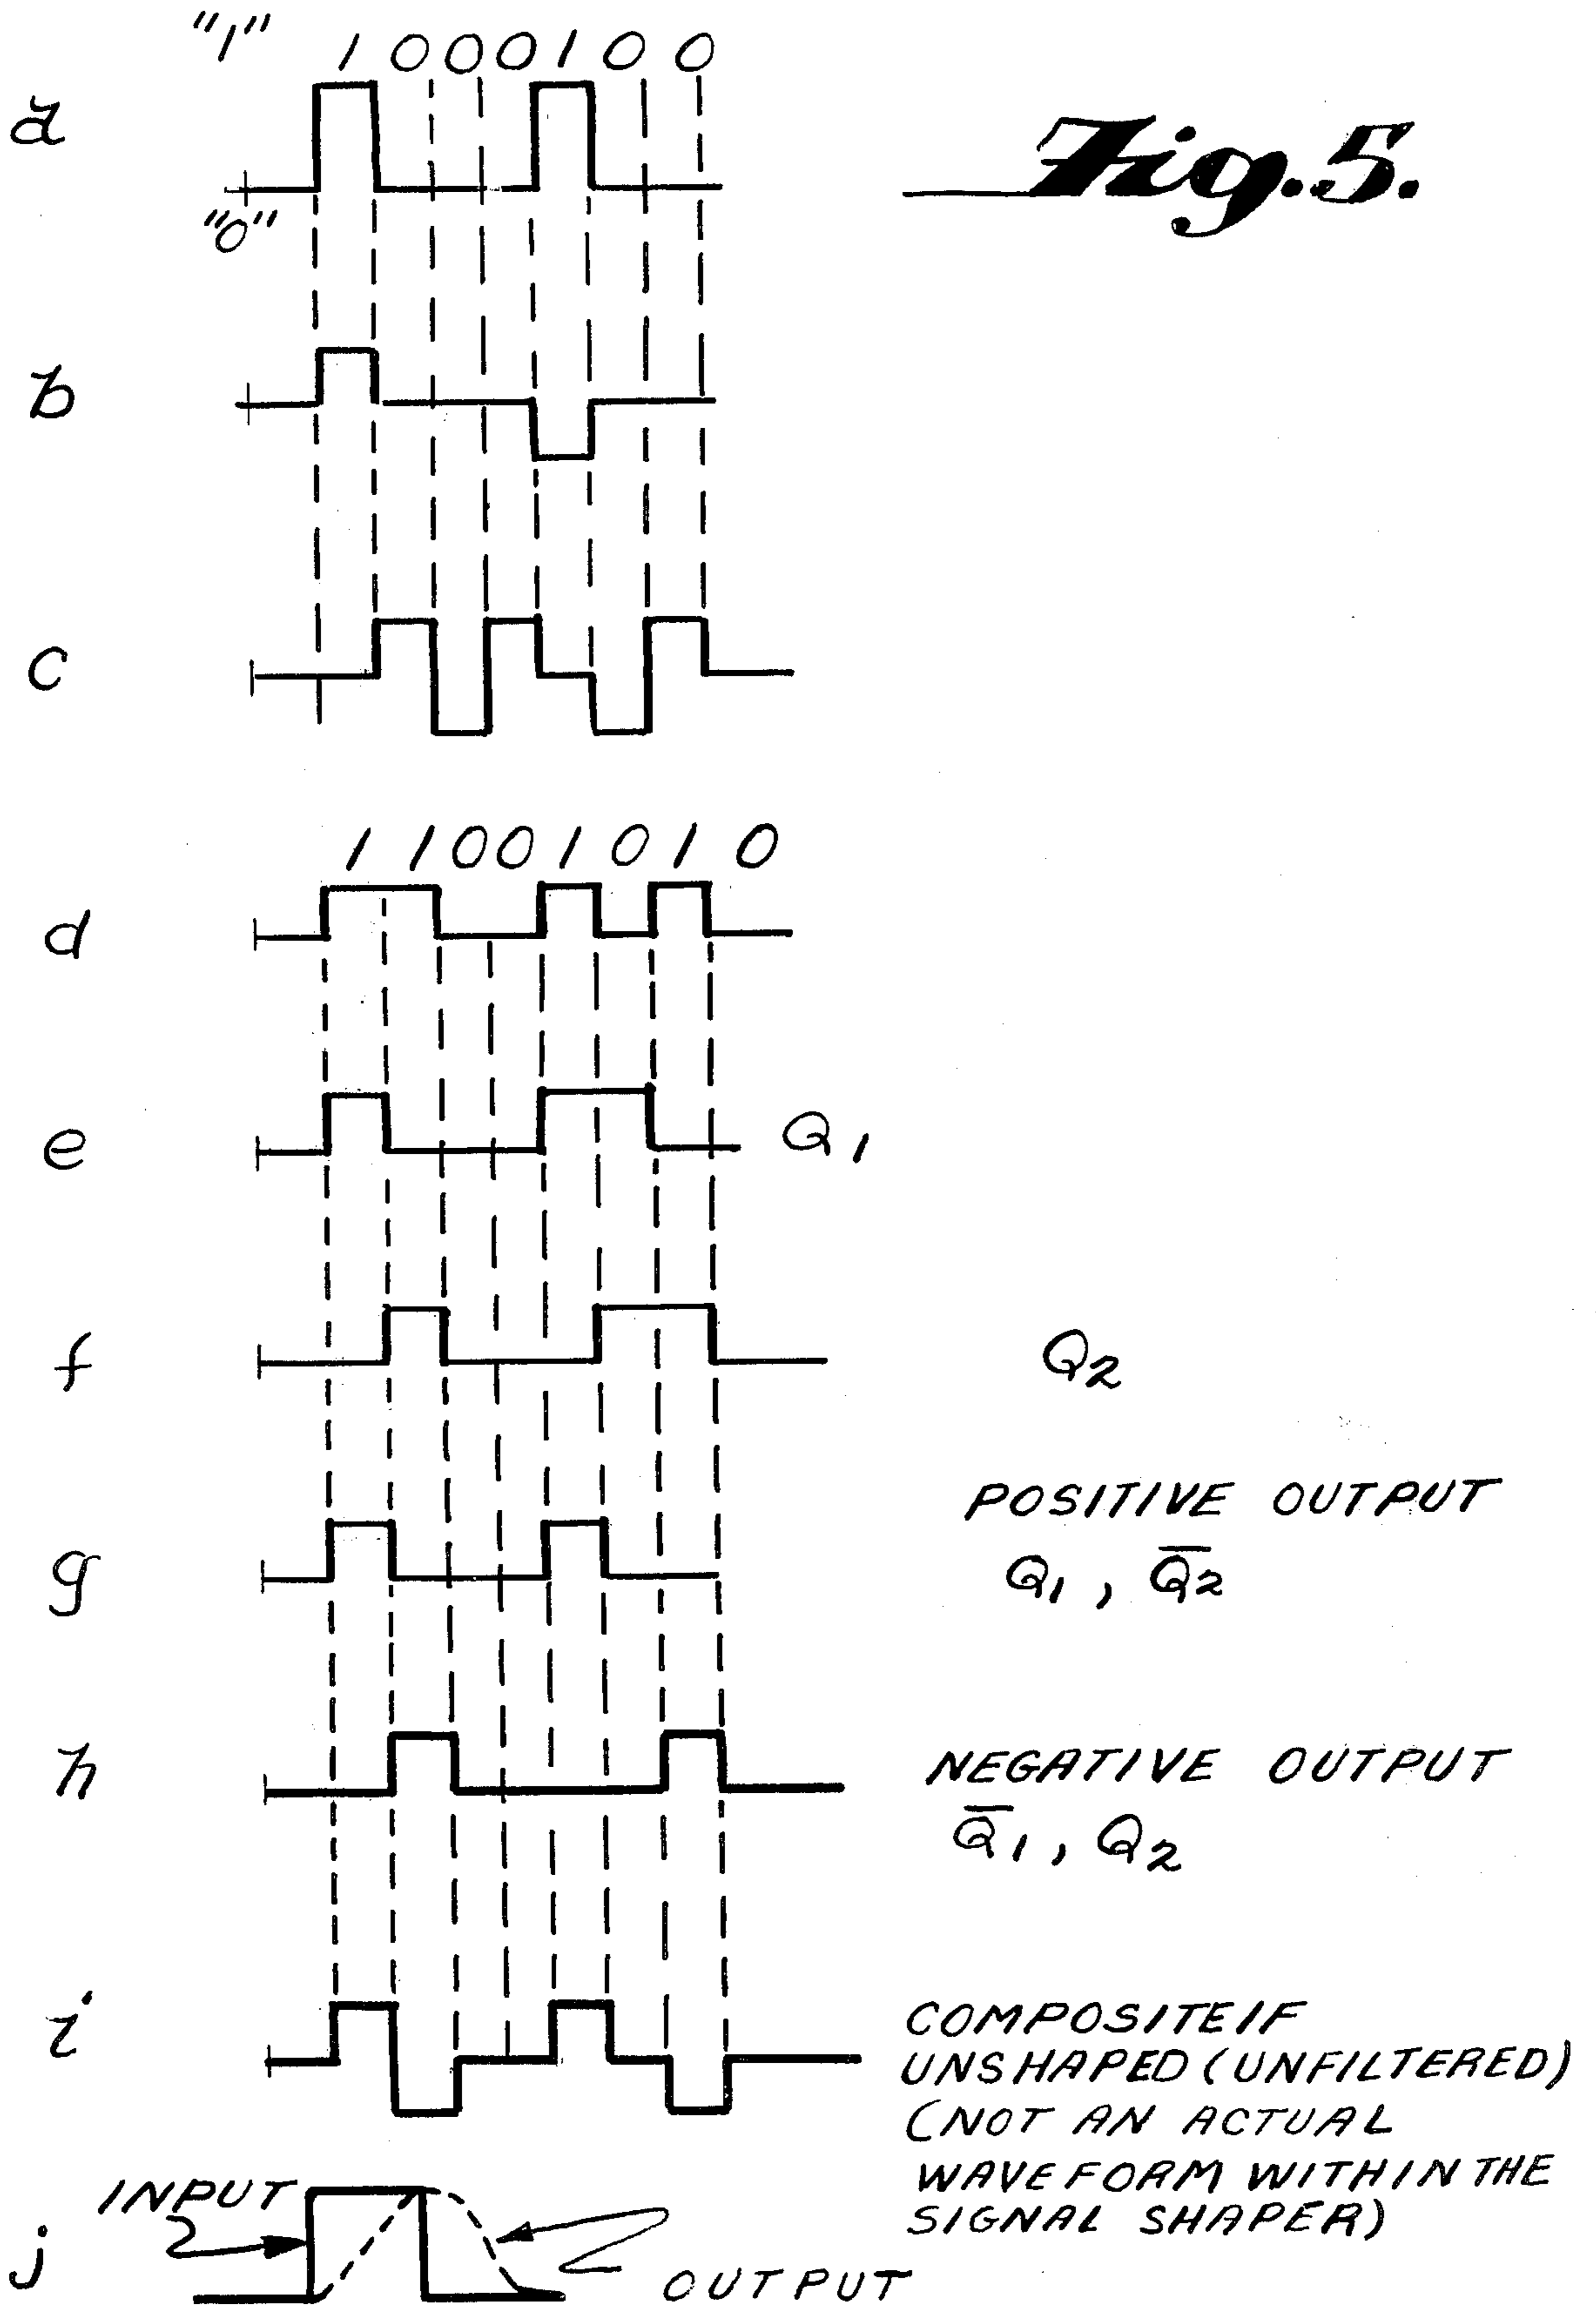 "1" 1 0 0 0 1 0 0
a
"0"
Fig. 5.
b
c
1 1 0 0 1 0 1 0
d
e Q1
f Q2
POSITIVE OUTPUT
g Q1, Q̅2
h NEGATIVE OUTPUT
Q̅1, Q2
i COMPOSITE IF
UNSHAPED (UNFILTERED)
(NOT AN ACTUAL
WAVE FORM WITHIN THE
SIGNAL SHAPER)
INPUT
j
OUTPUT